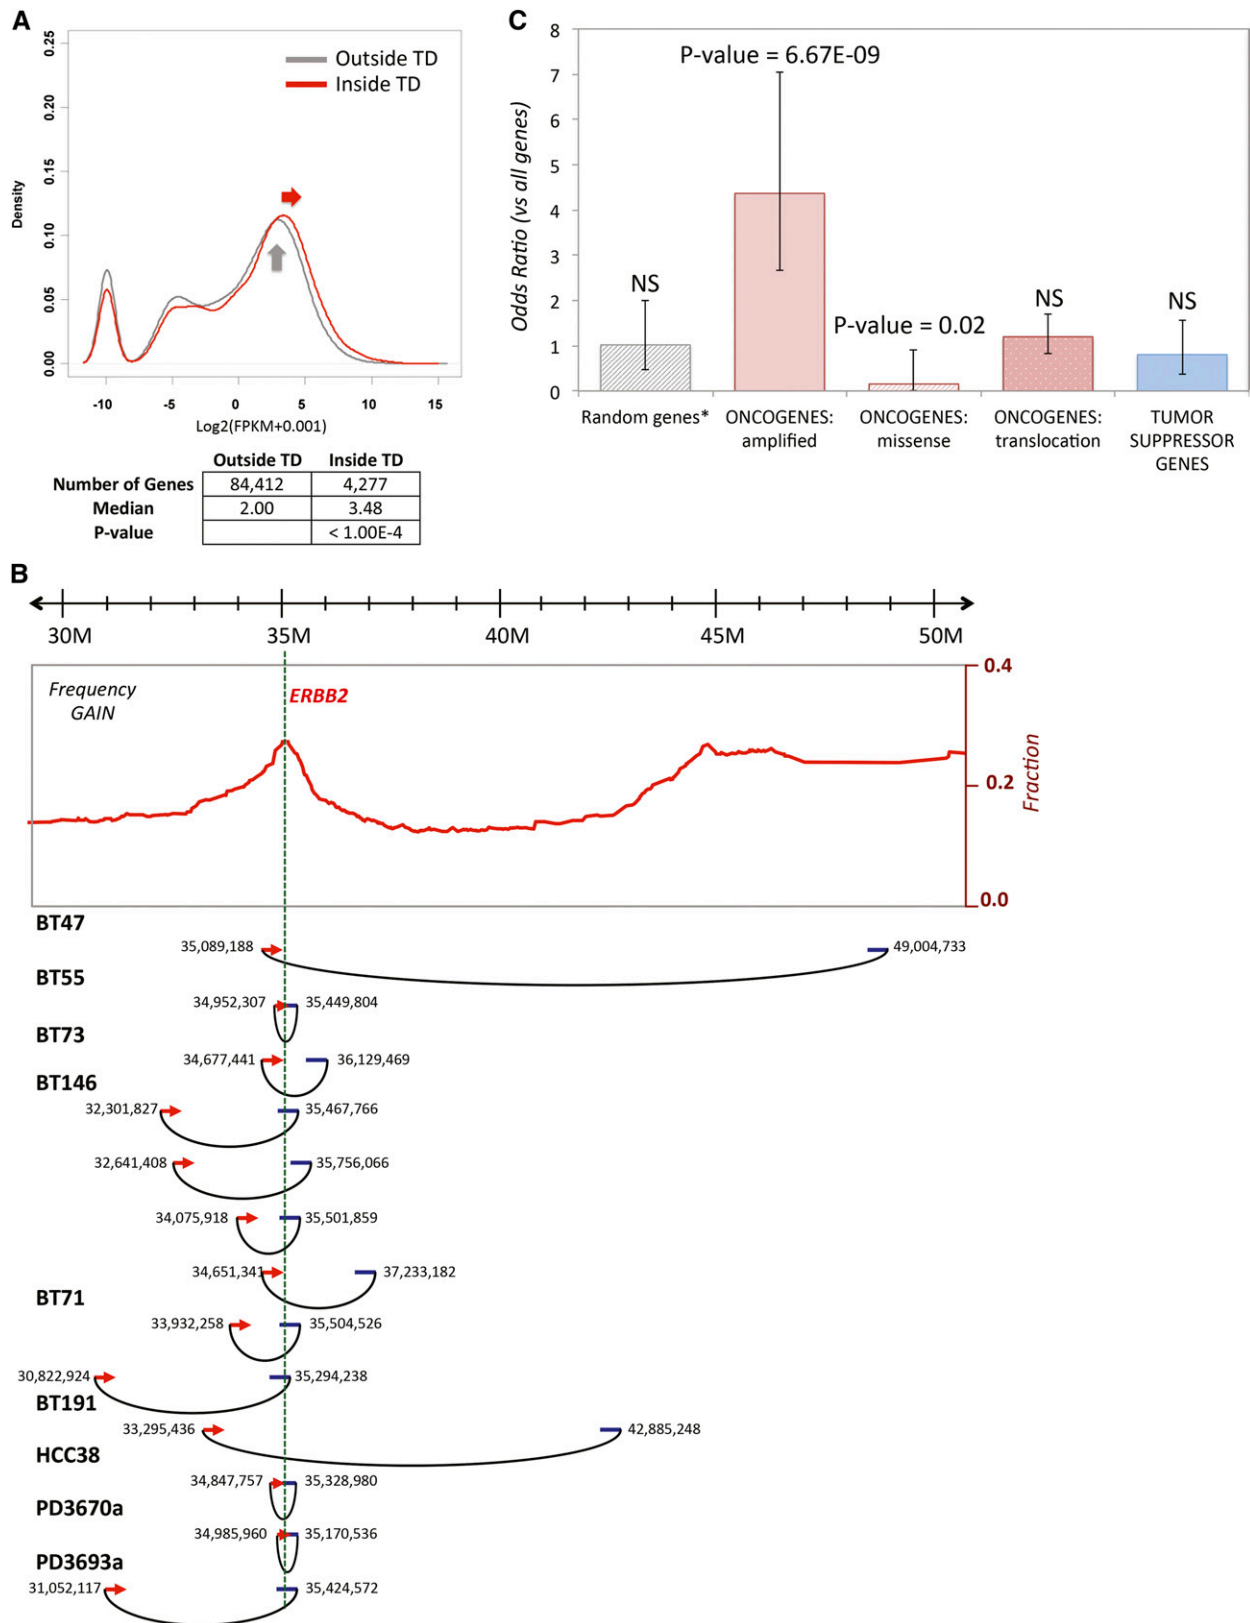 A
Outside TD
Inside TD
Density
0.25
0.20
0.15
0.10
0.05
0.00
-10 -5 0 5 10 15
Log2(FPKM+0.001)
Outside TD Inside TD
Number of Genes 84,412 4,277
Median 2.00 3.48
P-value < 1.00E-4
C
Odds Ratio (vs all genes)
8
7
6
5
4
3
2
1
0
P-value = 6.67E-09
NS
P-value = 0.02
NS
NS
Random genes*
ONCOGENES:
amplified
ONCOGENES:
missense
ONCOGENES:
translocation
TUMOR
SUPPRESSOR
GENES
B
30M 35M 40M 45M 50M
Frequency
GAIN
ERBB2
0.4
0.2
0.0
Fraction
BT47
35,089,188 49,004,733
BT55
34,952,307 35,449,804
BT73
34,677,441 36,129,469
BT146
32,301,827 35,467,766
32,641,408 35,756,066
34,075,918 35,501,859
34,651,341 37,233,182
BT71
33,932,258 35,504,526
30,822,924 35,294,238
BT191
33,295,436 42,885,248
HCC38
34,847,757 35,328,980
PD3670a
34,985,960 35,170,536
PD3693a
31,052,117 35,424,572